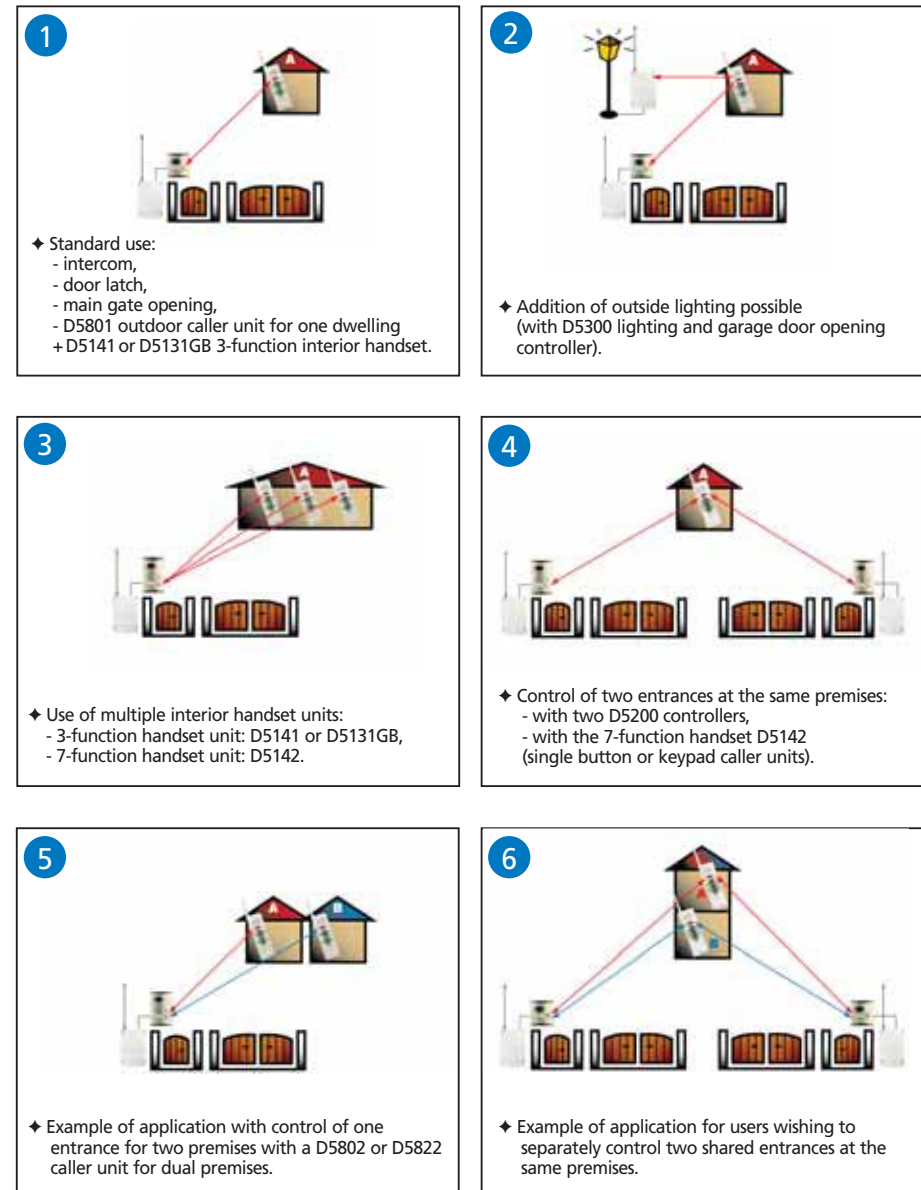 1
A
✦ Standard use:
- intercom,
- door latch,
- main gate opening,
- D5801 outdoor caller unit for one dwelling
+ D5141 or D5131GB 3-function interior handset.
2
A
✦ Addition of outside lighting possible
(with D5300 lighting and garage door opening
controller).
3
A
✦ Use of multiple interior handset units:
- 3-function handset unit: D5141 or D5131GB,
- 7-function handset unit: D5142.
4
A
✦ Control of two entrances at the same premises:
- with two D5200 controllers,
- with the 7-function handset D5142
(single button or keypad caller units).
5
A B
✦ Example of application with control of one
entrance for two premises with a D5802 or D5822
caller unit for dual premises.
6
A
B
✦ Example of application for users wishing to
separately control two shared entrances at the
same premises.